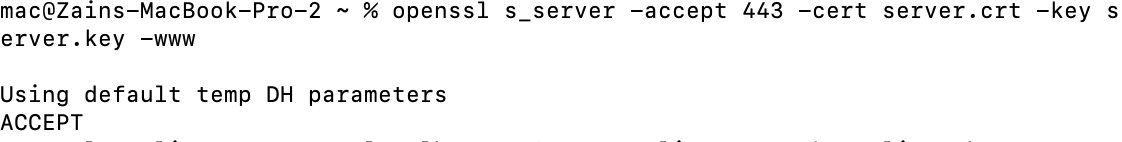 mac@Zains-MacBook-Pro-2 ~ % openssl s_server -accept 443 -cert server.crt -key s
erver.key -www
Using default temp DH parameters
ACCEPT